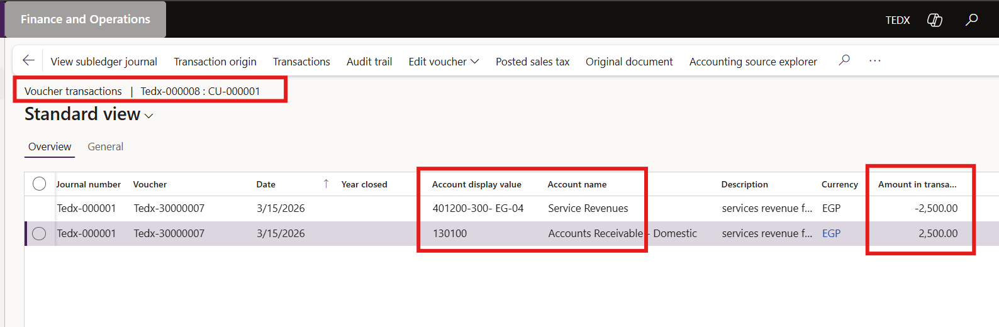 Finance and Operations
TEDX
View subledger journal Transaction origin Transactions Audit trail Edit voucher Posted sales tax Original document Accounting source explorer ...
Voucher transactions | Tedx-000008 : CU-000001
Standard view
Overview General
Journal number Voucher Date ↑ Year closed Account display value Account name Description Currency Amount in transa...
Tedx-000001 Tedx-30000007 3/15/2026 401200-300- EG-04 Service Revenues services revenue f... EGP -2,500.00
Tedx-000001 Tedx-30000007 3/15/2026 130100 Accounts Receivable - Domestic services revenue f... EGP 2,500.00